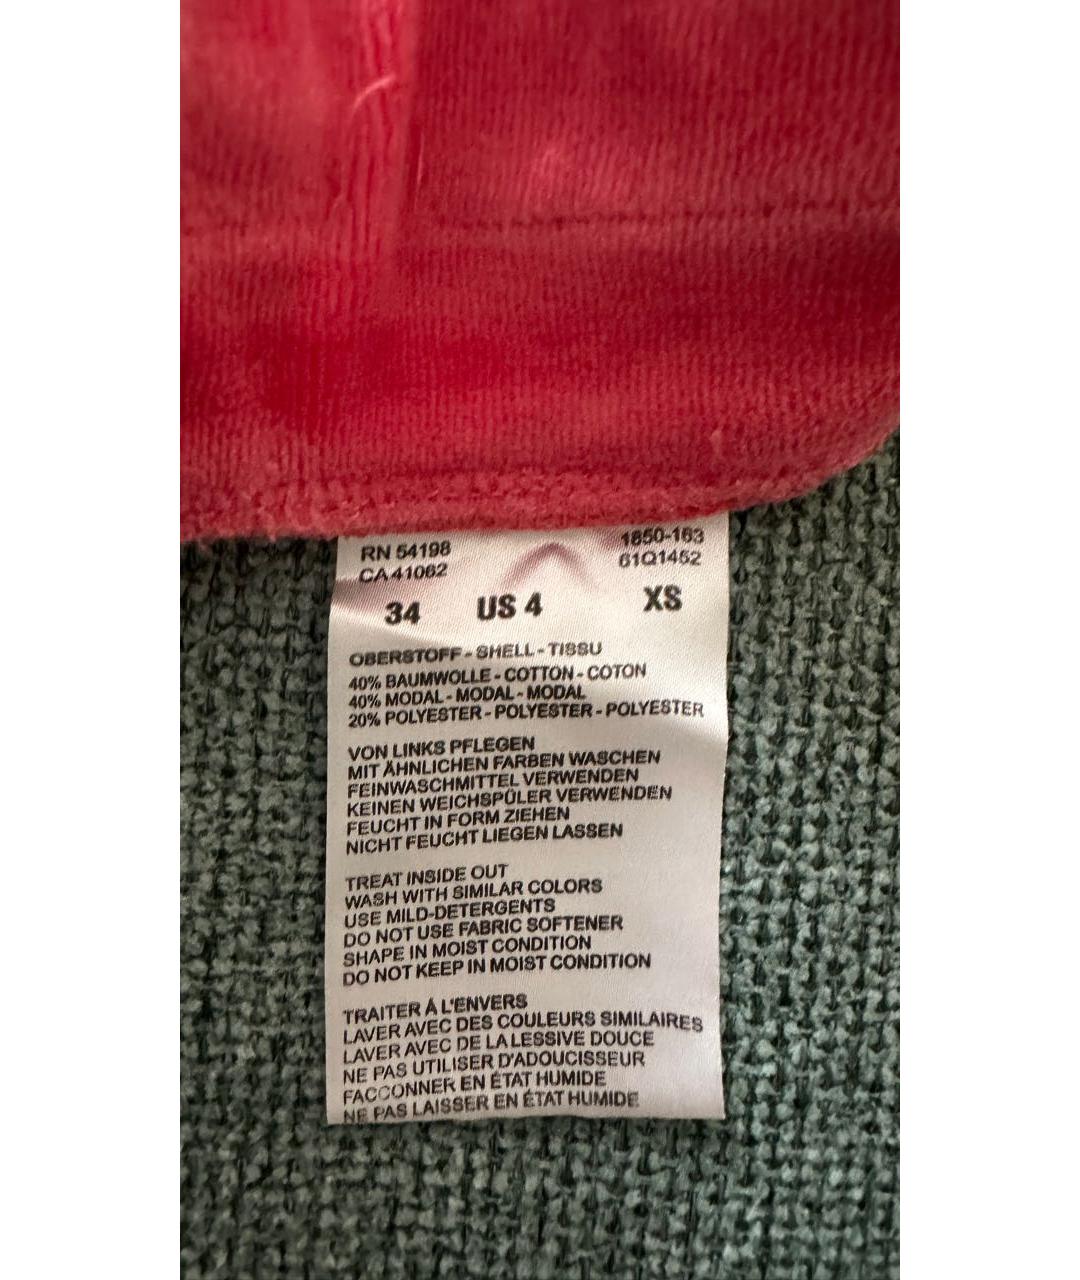 RN 54198
CA 41062
1850-163
61Q1452
34 US 4 XS
OBERSTOFF - SHELL - TISSU
40% BAUMWOLLE - COTTON - COTON
40% MODAL - MODAL - MODAL
20% POLYESTER - POLYESTER - POLYESTER
VON LINKS PFLEGEN
MIT ÄHNLICHEN FARBEN WASCHEN
FEINWASCHMITTEL VERWENDEN
KEINEN WEICHSPÜLER VERWENDEN
FEUCHT IN FORM ZIEHEN
NICHT FEUCHT LIEGEN LASSEN
TREAT INSIDE OUT
WASH WITH SIMILAR COLORS
USE MILD-DETERGENTS
DO NOT USE FABRIC SOFTENER
SHAPE IN MOIST CONDITION
DO NOT KEEP IN MOIST CONDITION
TRAITER Á L'ENVERS
LAVER AVEC DES COULEURS SIMILAIRES
LAVER AVEC DE LA LESSIVE DOUCE
NE PAS UTILISER D'ADOUCISSEUR
FACCONNER EN ÉTAT HUMIDE
NE PAS LAISSER EN ÉTAT HUMIDE